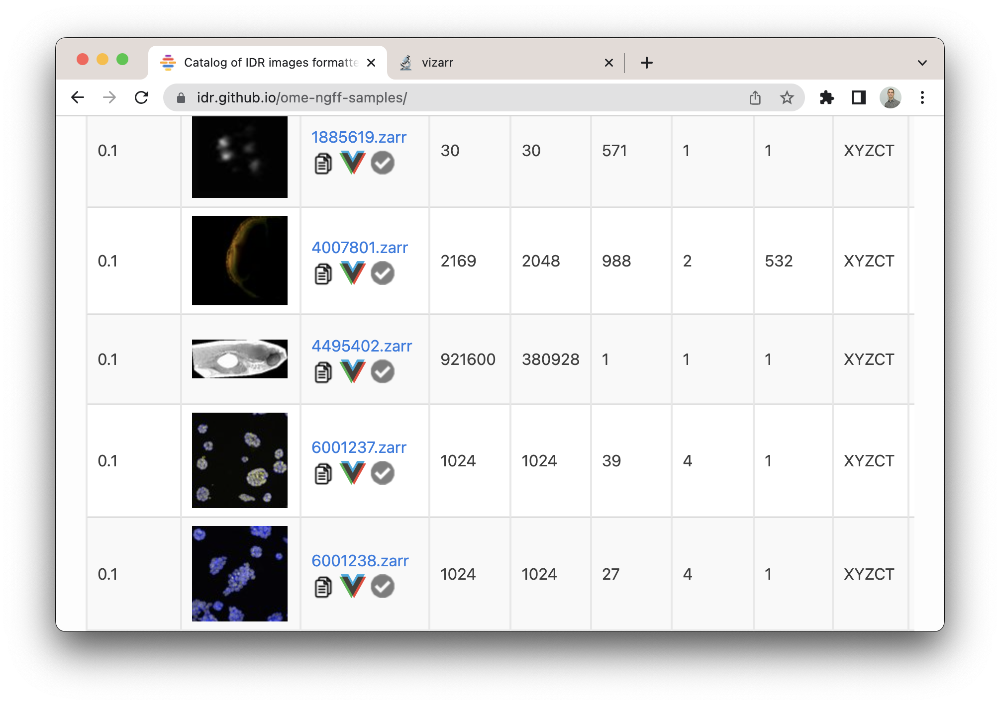 Catalog of IDR images formatte
vizarr
idr.github.io/ome-ngff-samples/
0.1 1885619.zarr 30 30 571 1 1 XYZCT
0.1 4007801.zarr 2169 2048 988 2 532 XYZCT
0.1 4495402.zarr 921600 380928 1 1 1 XYZCT
0.1 6001237.zarr 1024 1024 39 4 1 XYZCT
0.1 6001238.zarr 1024 1024 27 4 1 XYZCT